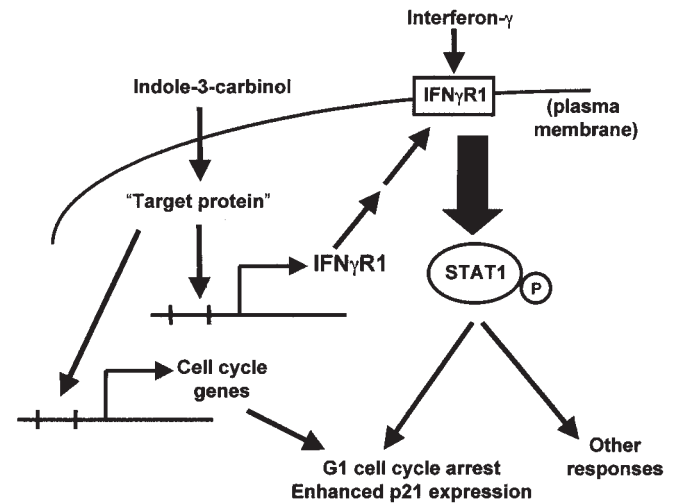 Interferon-γ
Indole-3-carbinol
IFNγR1
(plasma
membrane)
"Target protein"
IFNγR1
STAT1
P
Cell cycle
genes
G1 cell cycle arrest
Enhanced p21 expression
Other
responses